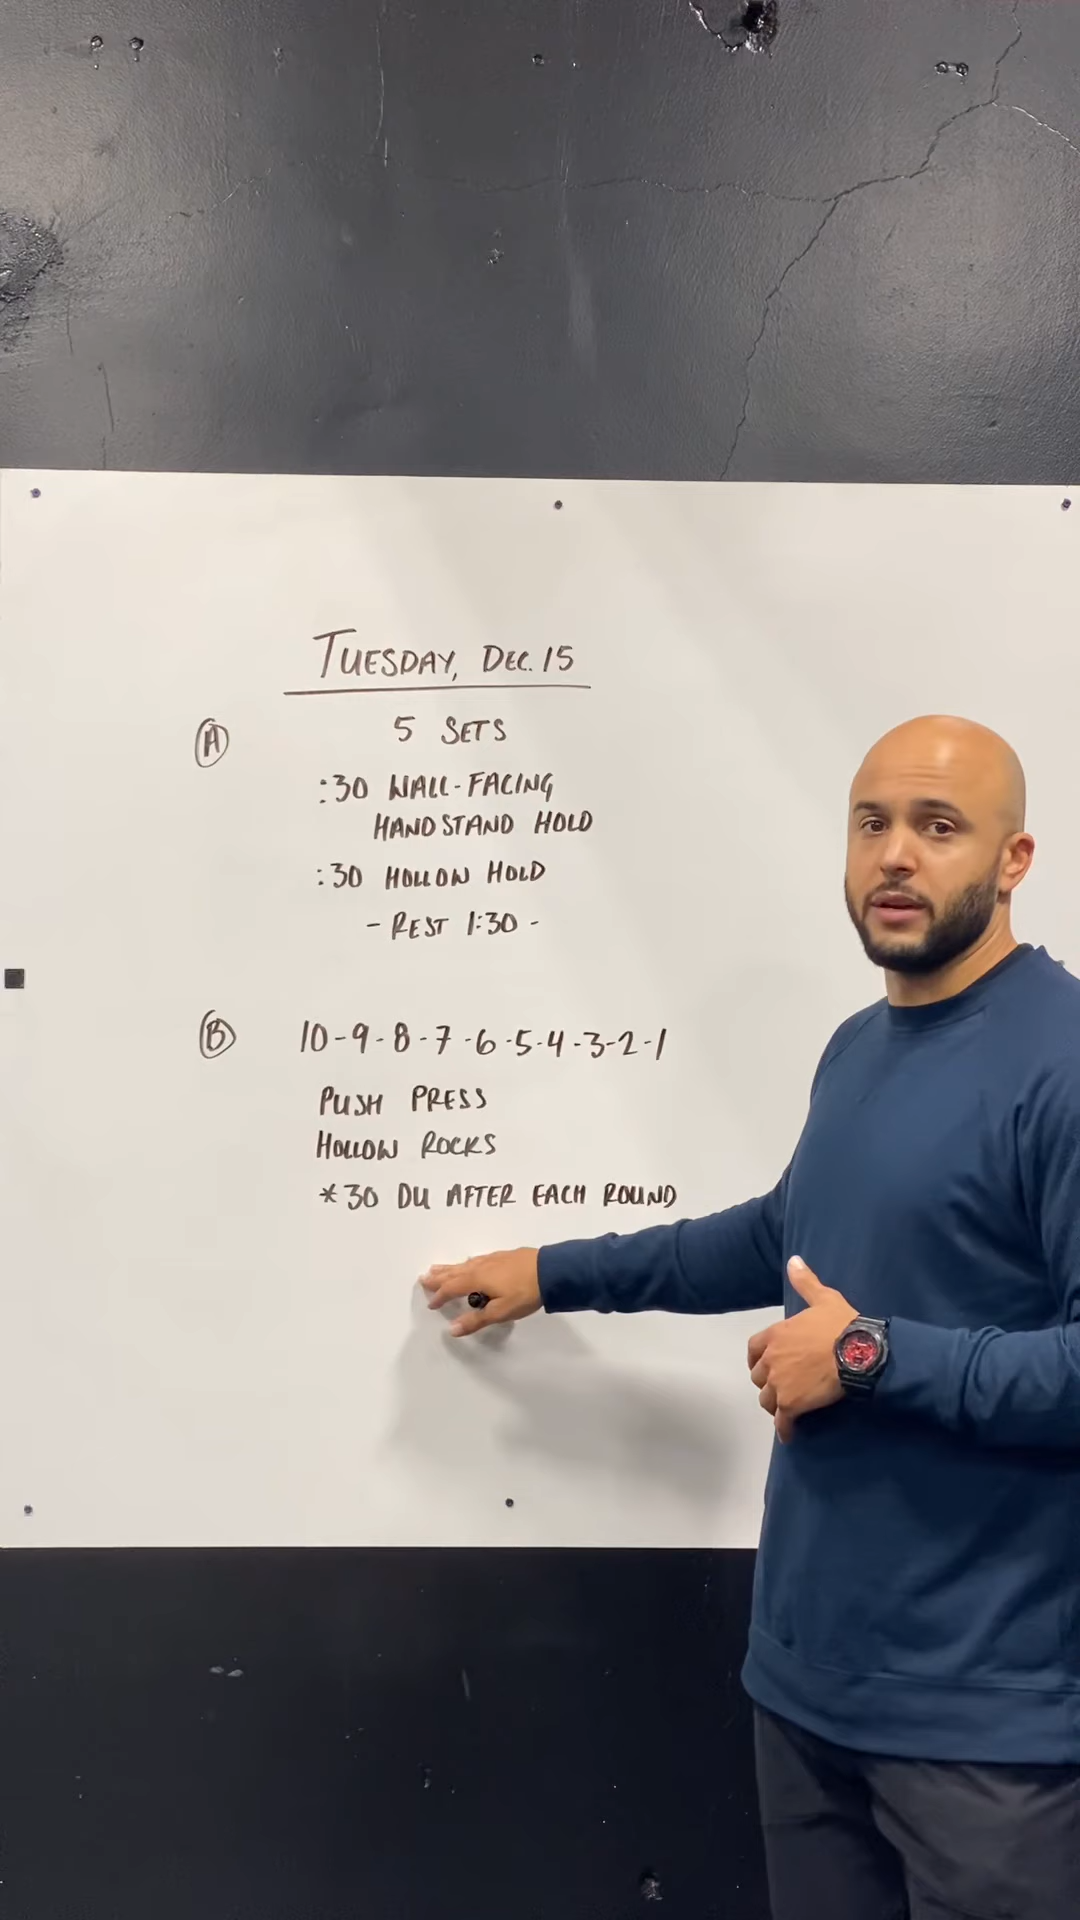 TUESDAY, DEC. 15
A 5 SETS
:30 WALL-FACING
HANDSTAND HOLD
:30 HOLLOW HOLD
- REST 1:30 -
B 10-9-8-7-6-5-4-3-2-1
PUSH PRESS
HOLLOW ROCKS
*30 DU AFTER EACH ROUND